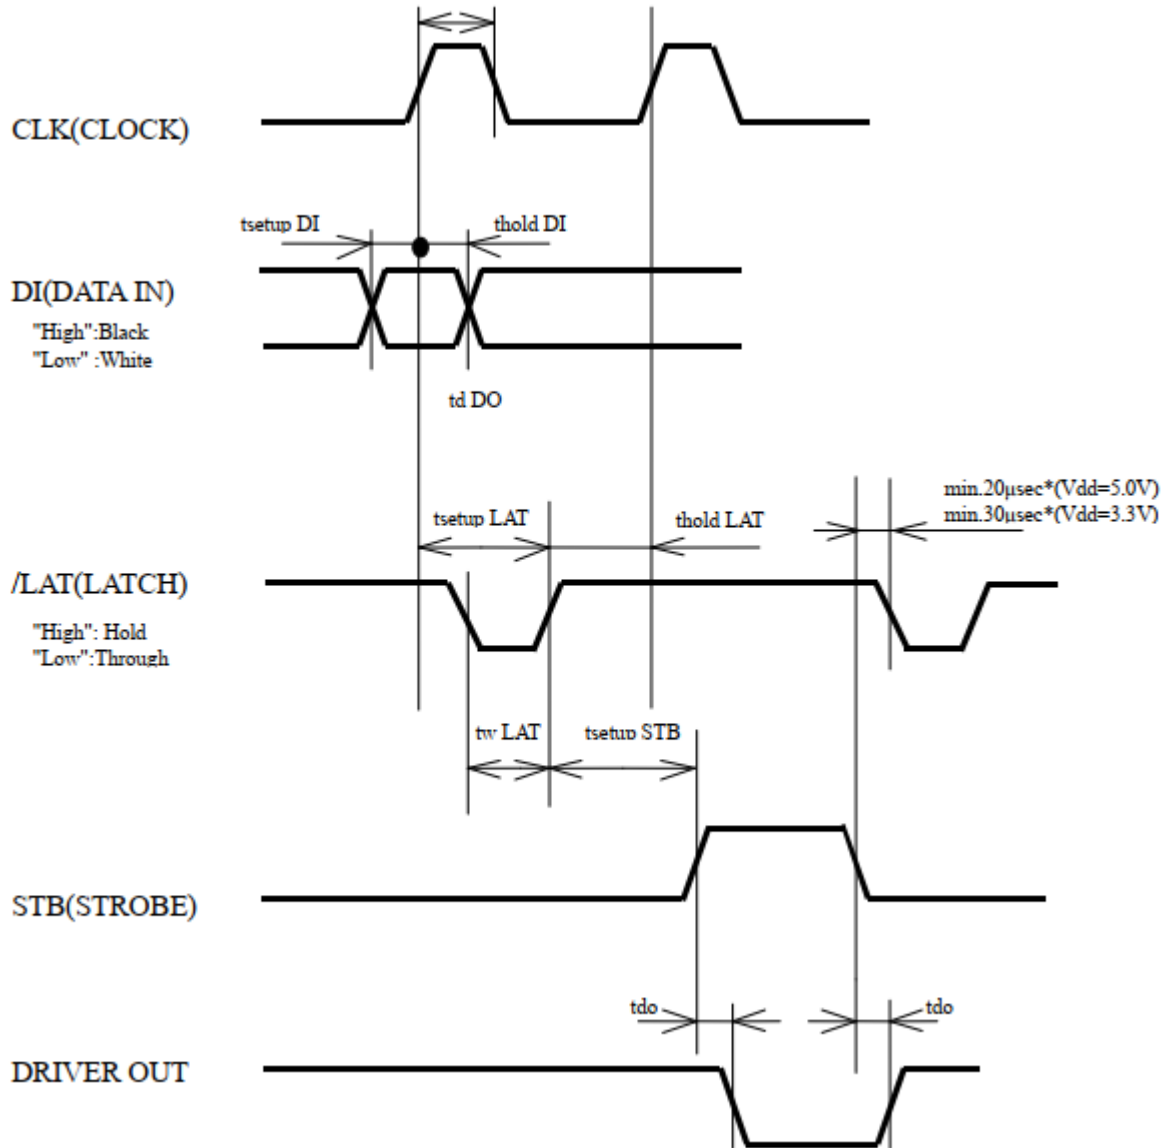 CLK(CLOCK)
tsetup DI
thold DI
DI(DATA IN)
"High":Black
"Low" :White
td DO
min.20μsec*(Vdd=5.0V)
min.30μsec*(Vdd=3.3V)
tsetup LAT
thold LAT
/LAT(LATCH)
"High": Hold
"Low":Through
tw LAT
tsetup STB
STB(STROBE)
tdo
tdo
DRIVER OUT